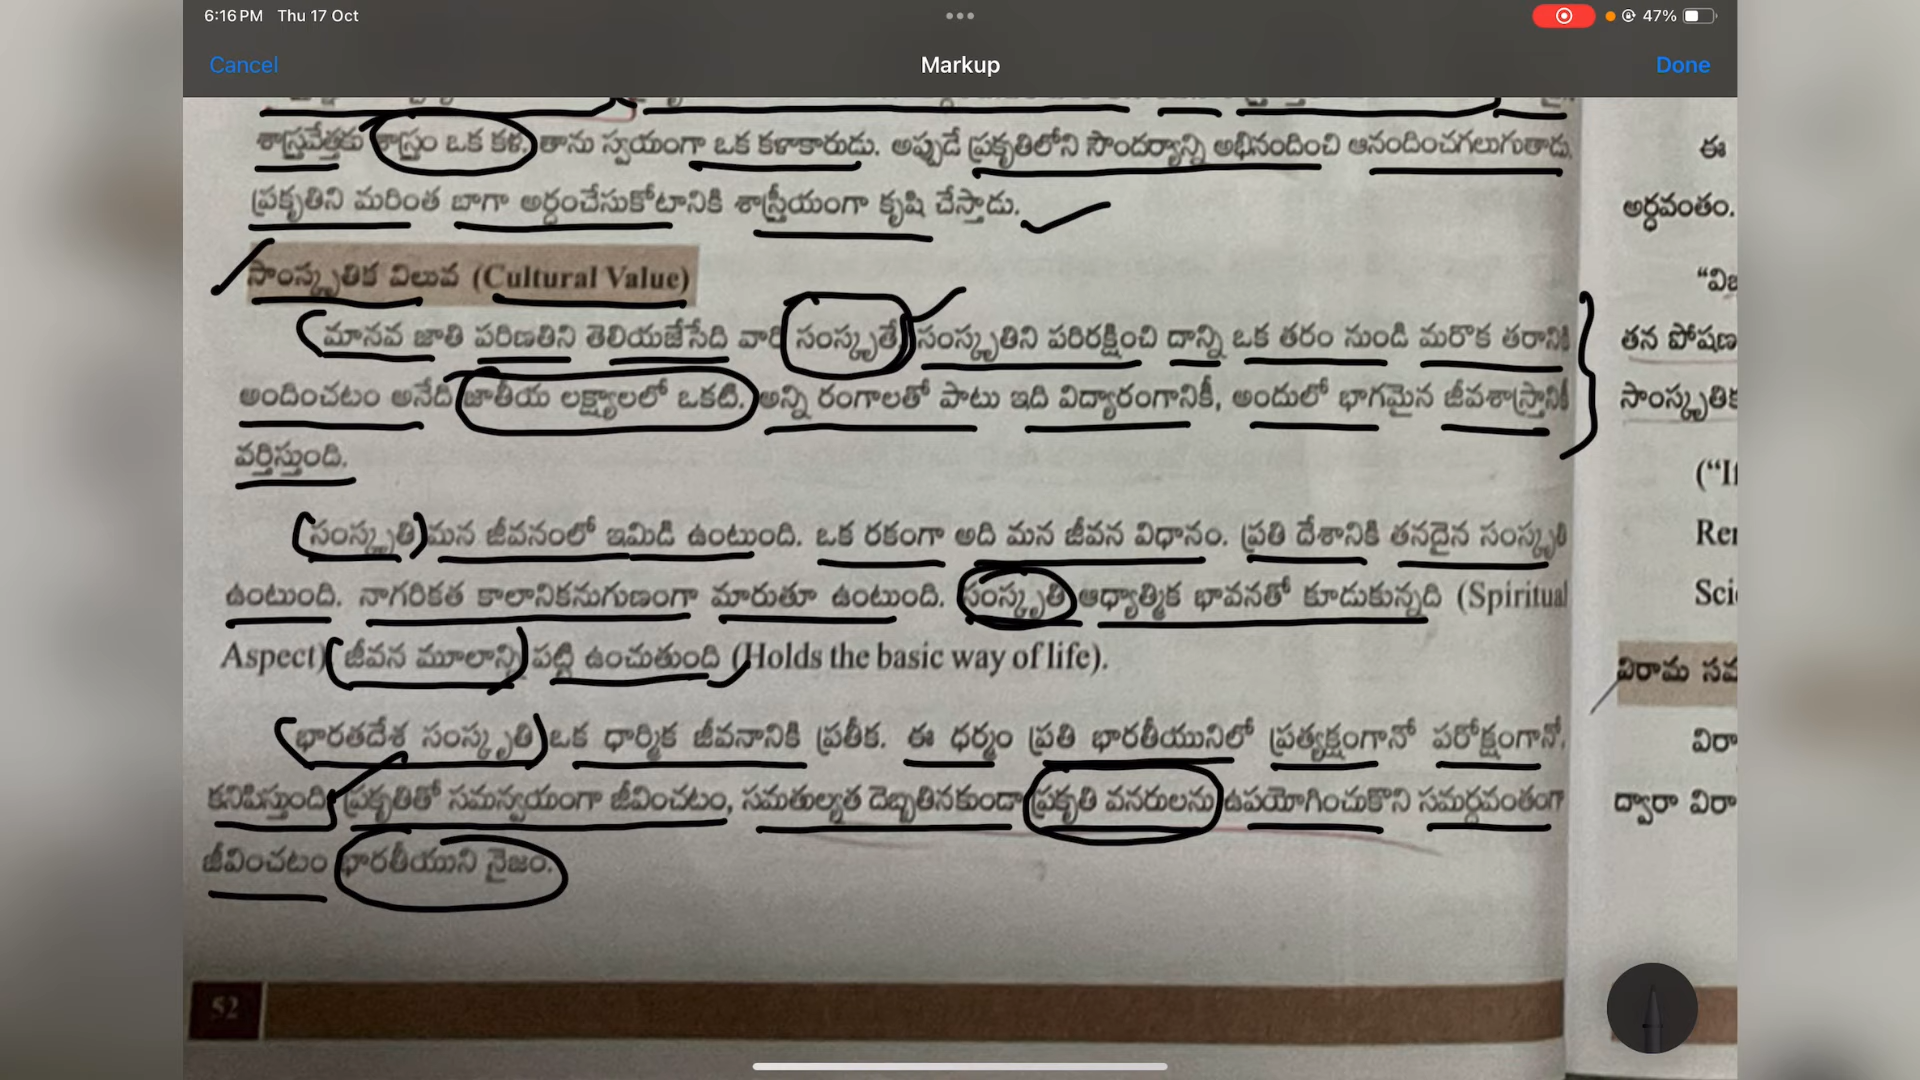 6:16 PM Thu 17 Oct
47%
Cancel
Markup
Done
శాస్త్రవేత్తకు శాస్త్రం ఒక కళ. తాను స్వయంగా ఒక కళాకారుడు. అప్పుడే ప్రకృతిలోని సౌందర్యాన్ని అభినందించి ఆనందించగలుగుతాడు.
ప్రకృతిని మరింత బాగా అర్థంచేసుకోటానికి శాస్త్రీయంగా కృషి చేస్తాడు.
సాంస్కృతిక విలువ (Cultural Value)
మానవ జాతి పరిణతిని తెలియజేసేది వారి సంస్కృతే. సంస్కృతిని పరిరక్షించి దాన్ని ఒక తరం నుండి మరొక తరానికి
అందించటం అనేది జాతీయ లక్ష్యాలలో ఒకటి. అన్ని రంగాలతో పాటు ఇది విద్యారంగానికీ, అందులో భాగమైన జీవశాస్త్రానికీ
వర్తిస్తుంది.
సంస్కృతి మన జీవనంలో ఇమిడి ఉంటుంది. ఒక రకంగా అది మన జీవన విధానం. ప్రతి దేశానికి తనదైన సంస్కృతి
ఉంటుంది. నాగరికత కాలానికనుగుణంగా మారుతూ ఉంటుంది. సంస్కృతి ఆధ్యాత్మిక భావనతో కూడుకున్నది (Spiritual
Aspect) జీవన మూలాన్ని పట్టి ఉంచుతుంది (Holds the basic way of life).
భారతదేశ సంస్కృతి ఒక ధార్మిక జీవనానికి ప్రతీక. ఈ ధర్మం ప్రతి భారతీయునిలో ప్రత్యక్షంగానో పరోక్షంగానో
కనిపిస్తుంది. ప్రకృతితో సమన్వయంగా జీవించటం, సమతుల్యత దెబ్బతినకుండా ప్రకృతి వనరులను ఉపయోగించుకొని సమర్థవంతంగా
జీవించటం భారతీయుని నైజం.
52
ఈ
అర్థవంతం.
తన పోషణ
సాంస్కృతిక
("If
Rer
Sci
విరామ సమ
విరా
ద్వారా విరా